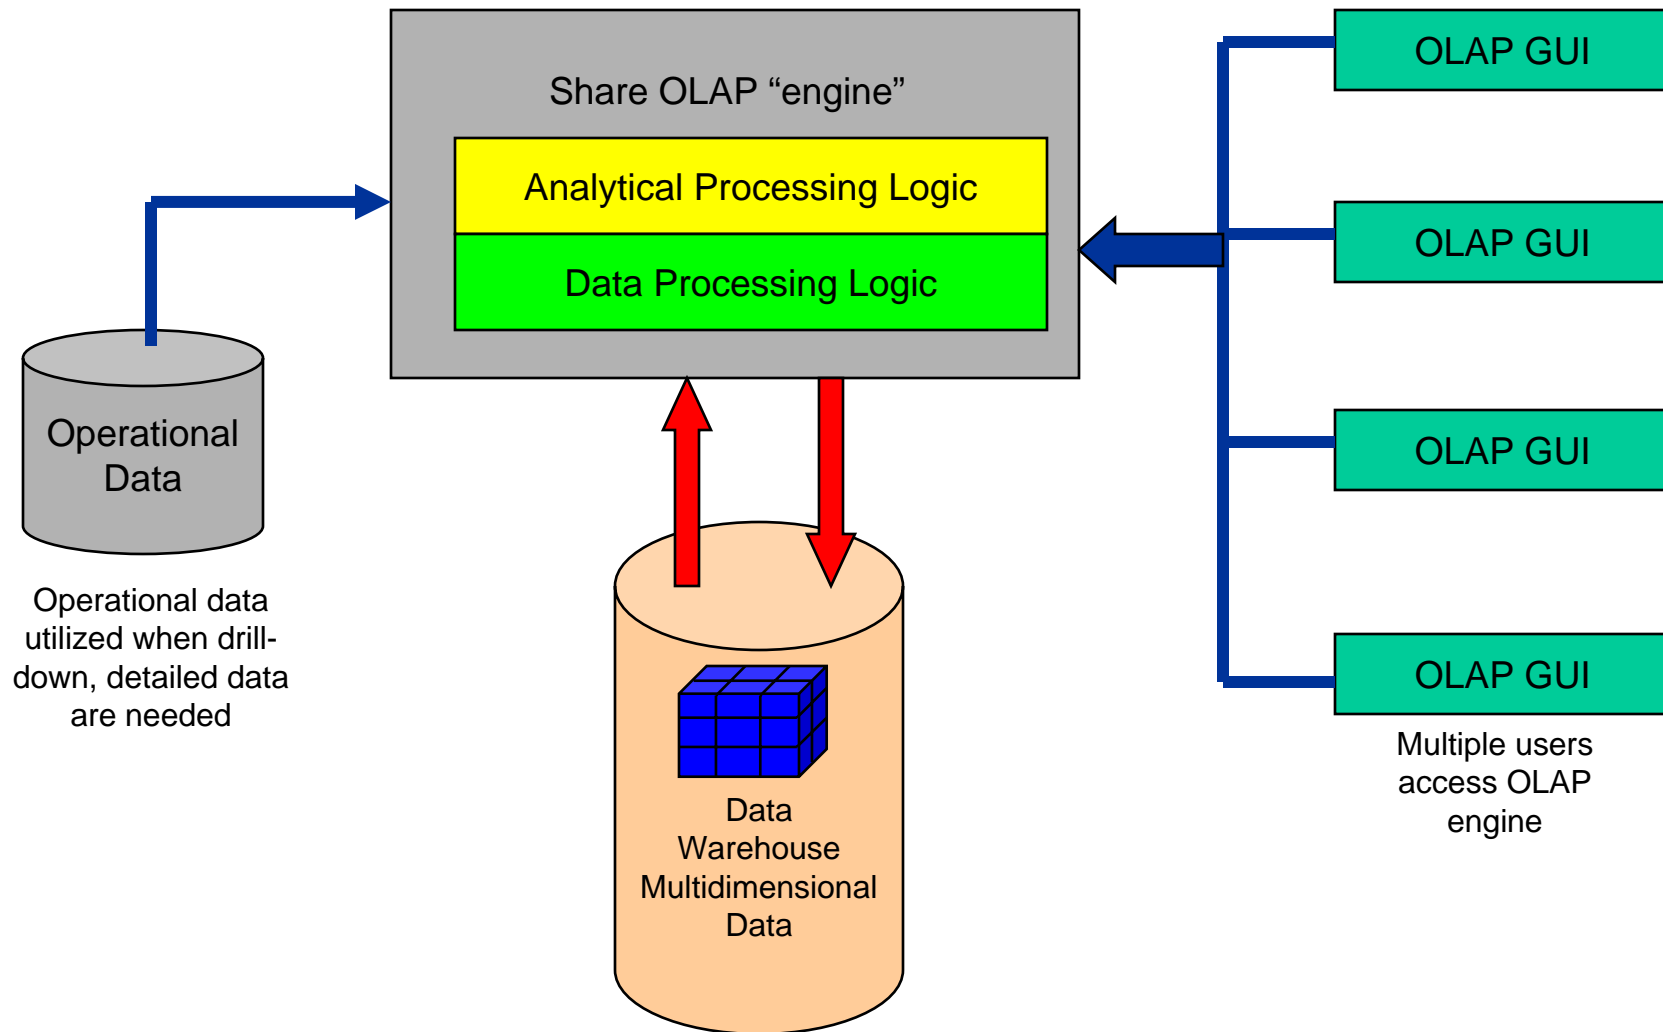 Share OLAP “engine”
Analytical Processing Logic
Data Processing Logic
OLAP GUI
OLAP GUI
OLAP GUI
OLAP GUI
Multiple users
access OLAP
engine
Operational
Data
Operational data
utilized when drill-
down, detailed data
are needed
Data
Warehouse
Multidimensional
Data